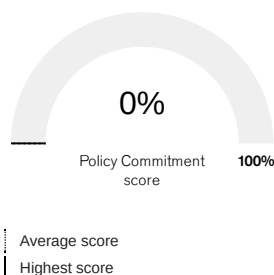 0%
Policy Commitment 100%
score
Average score
Highest score